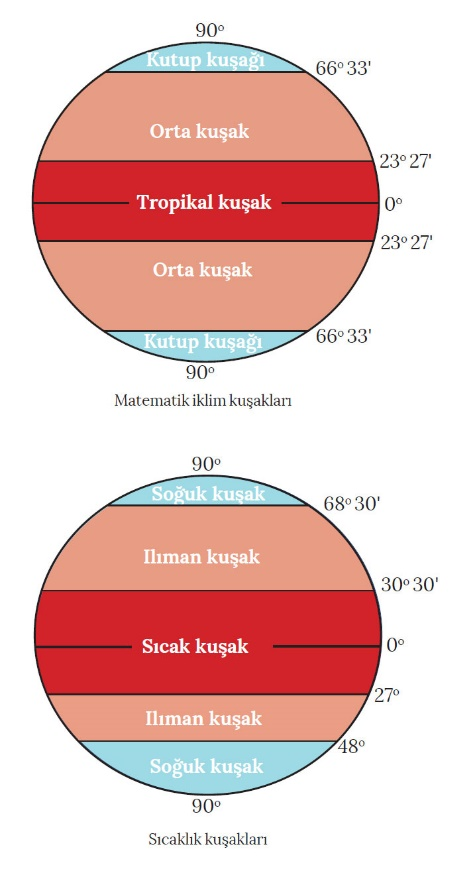 90°
Kutup kuşağı
66° 33'
Orta kuşak
23° 27'
Tropikal kuşak
0°
23° 27'
Orta kuşak
66° 33'
Kutup kuşağı
90°
Matematik iklim kuşakları
90°
Soğuk kuşak
68° 30'
Ilıman kuşak
30° 30'
Sıcak kuşak
0°
27°
Ilıman kuşak
48°
Soğuk kuşak
90°
Sıcaklık kuşakları